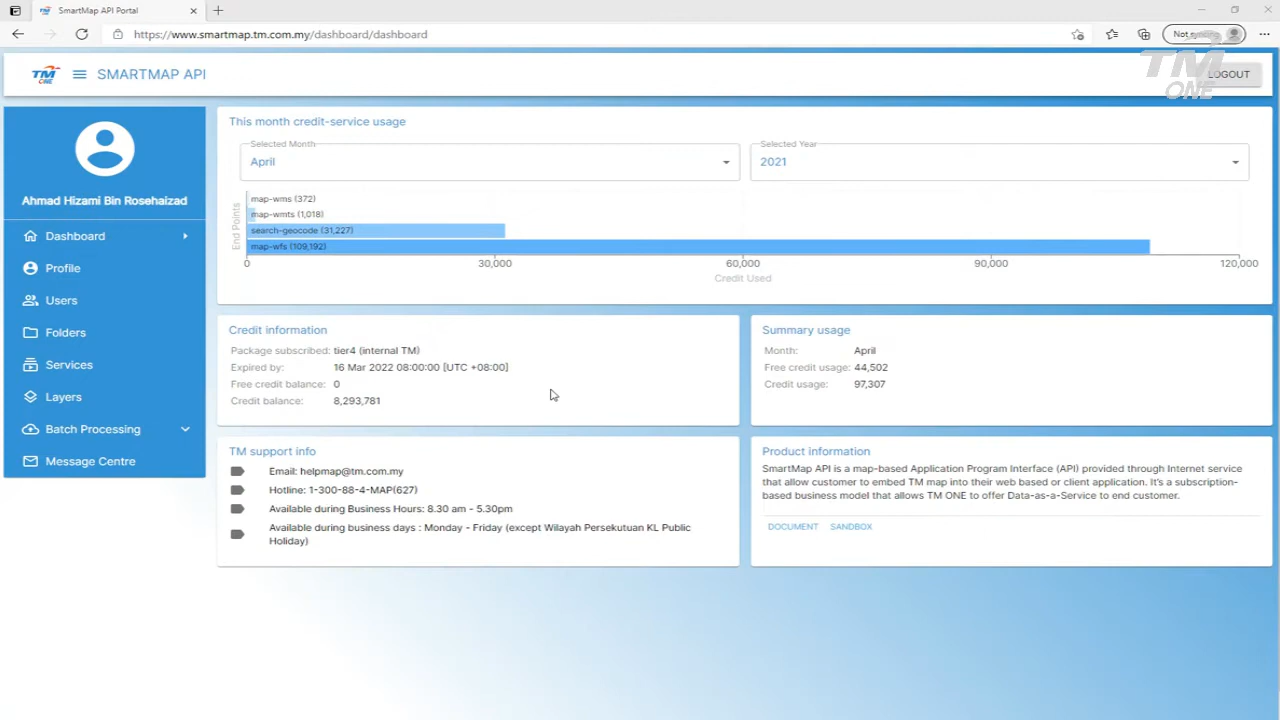 SmartMap API Portal
https://www.smartmap.tm.com.my/dashboard/dashboard
TM ONE
SMARTMAP API
TM ONE
LOGOUT
Ahmad Hizami Bin Rosehaizad
Dashboard
Profile
Users
Folders
Services
Layers
Batch Processing
Message Centre
This month credit-service usage
Selected Month
April
Selected Year
2021
End Points
map-wms (372)
map-wmts (1,018)
search-geocode (31,227)
map-wfs (109,192)
0 30,000 60,000 90,000 120,000
Credit Used
Credit information
Package subscribed: tier4 (internal TM)
Expired by: 16 Mar 2022 08:00:00 [UTC +08:00]
Free credit balance: 0
Credit balance: 8,293,781
Summary usage
Month: April
Free credit usage: 44,502
Credit usage: 97,307
TM support info
Email: helpmap@tm.com.my
Hotline: 1-300-88-4-MAP(627)
Available during Business Hours: 8.30 am - 5.30pm
Available during business days : Monday - Friday (except Wilayah Persekutuan KL Public
Holiday)
Product information
SmartMap API is a map-based Application Program Interface (API) provided through Internet service
that allow customer to embed TM map into their web based or client application. It's a subscription-
based business model that allows TM ONE to offer Data-as-a-Service to end customer.
DOCUMENT SANDBOX